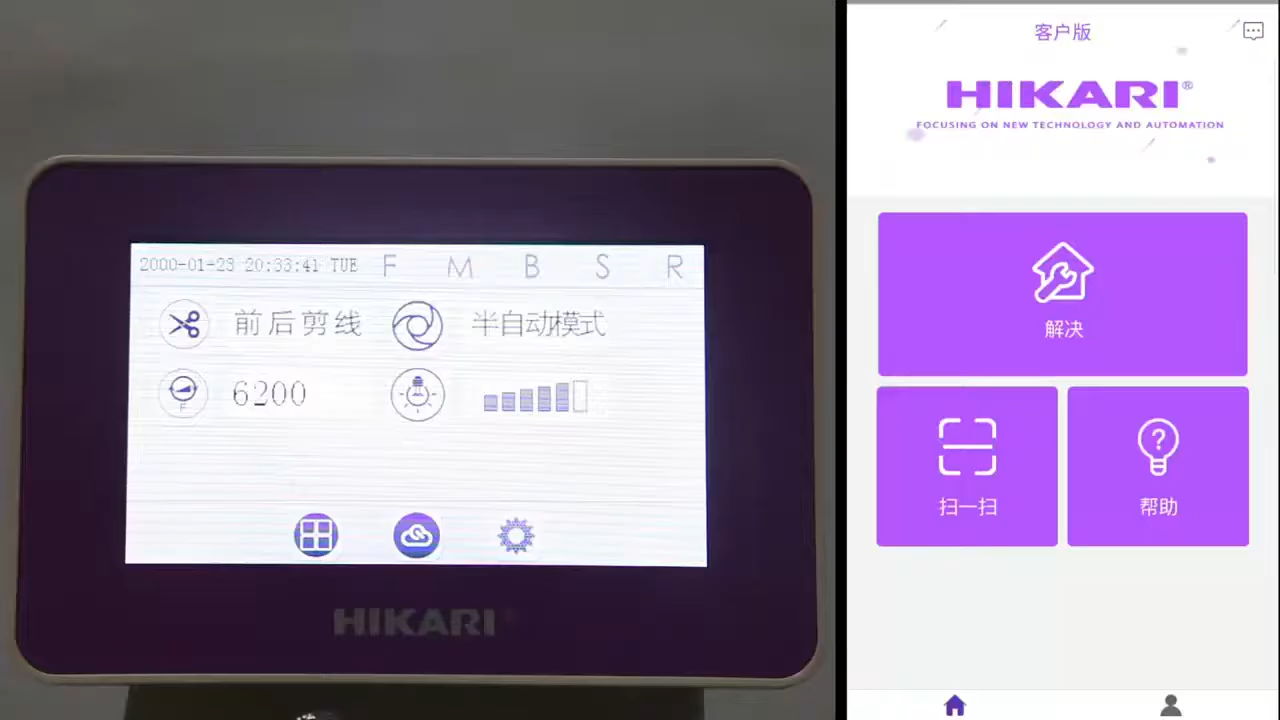 2000-01-23 20:33:41 TUE F M B S R
前后剪线 半自动模式
F
6200
HIKARI
客户版
HIKARI®
FOCUSING ON NEW TECHNOLOGY AND AUTOMATION
解决
扫一扫 帮助